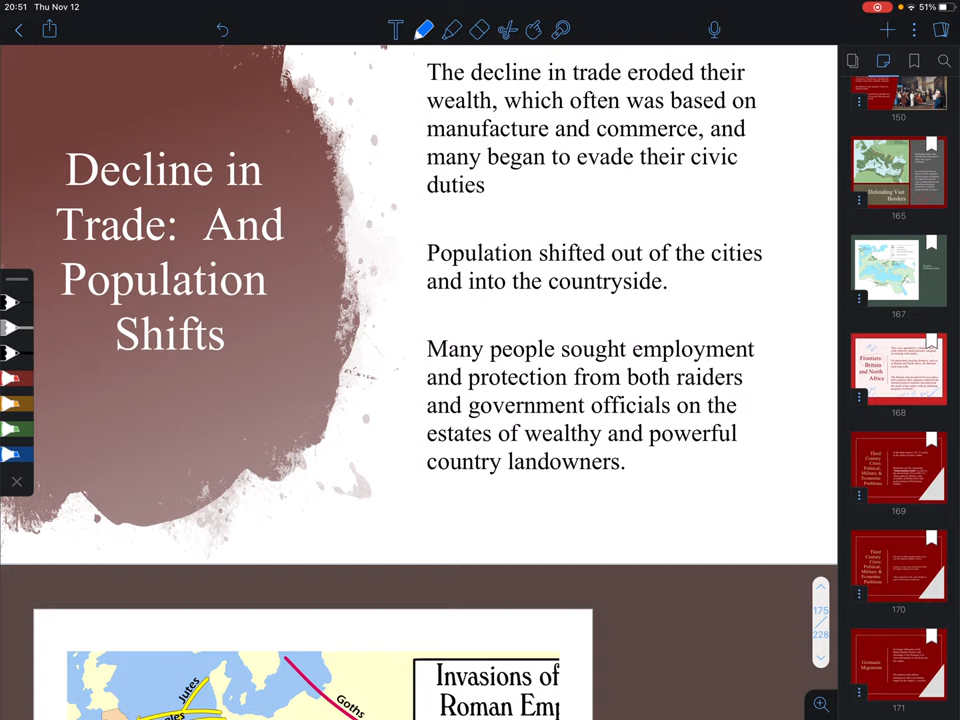 20:51 Thu Nov 12
51%
Decline in
Trade: And
Population
Shifts
The decline in trade eroded their
wealth, which often was based on
manufacture and commerce, and
many began to evade their civic
duties
Population shifted out of the cities
and into the countryside.
Many people sought employment
and protection from both raiders
and government officials on the
estates of wealthy and powerful
country landowners.
175
228
Invasions of
Roman Emp
Jutes
Goths
150
Defending Vast
Borders
165
167
Frontiers:
Britain
and North
Africa
168
Third
Century
Crisis:
Political,
Military &
Economic
Problems
169
Third
Century
Crisis:
Political,
Military &
Economic
Problems
170
Germanic
Migrations
171